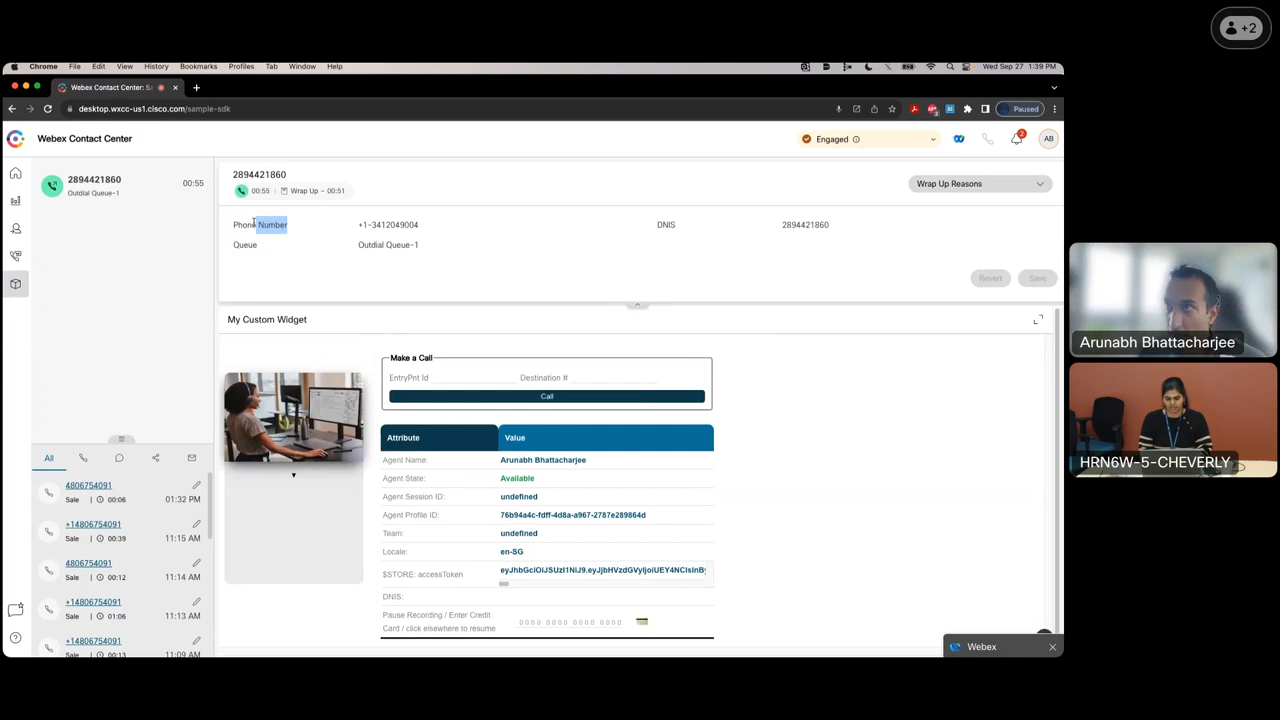 +2
Chrome File Edit View History Bookmarks Profiles Tab Window Help Wed Sep 27 1:39 PM
Webex Contact Center: S
desktop.wxcc-us1.cisco.com/sample-sdk Paused
Webex Contact Center Engaged 2 AB
2894421860 00:55
Outdial Queue-1
2894421860
00:55 | Wrap Up - 00:51 Wrap Up Reasons
Phone Number +1-3412049004 DNIS 2894421860
Queue Outdial Queue-1
Revert Save
My Custom Widget
Make a Call
EntryPnt Id Destination #
Call
Attribute Value
Agent Name: Arunabh Bhattacharjee
Agent State: Available
Agent Session ID: undefined
Agent Profile ID: 76b94a4c-fdff-4d8a-a967-2787e289864d
Team: undefined
Locale: en-SG
$STORE: accessToken
DNIS:
Pause Recording / Enter Credit
Card / click elsewhere to resume 0000 0000 0000 0000
All
4806754091
Sale | 00:06 01:32 PM
+14806754091
Sale | 00:39 11:15 AM
4806754091
Sale | 00:12 11:14 AM
+14806754091
Sale | 01:06 11:13 AM
+14806754091
Sale | 00:13 11:09 AM
Webex
Arunabh Bhattacharjee
HRN6W-5-CHEVERLY